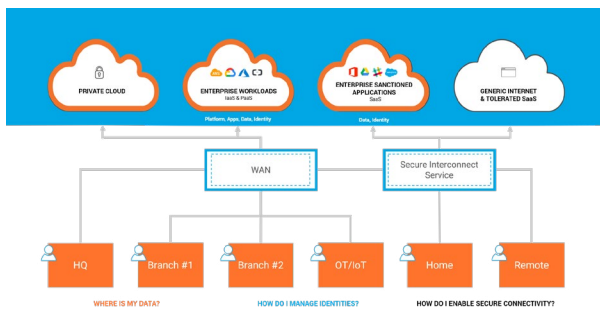 PRIVATE CLOUD
ENTERPRISE WORKLOADS
IaaS & PaaS
ENTERPRISE SANCTIONED
APPLICATIONS
SaaS
GENERIC INTERNET
& TOLERATED SaaS
Platform, Apps, Data, Identity
Data, Identity
WAN
Secure Interconnect
Service
HQ
Branch #1
Branch #2
OT/IoT
Home
Remote
WHERE IS MY DATA?
HOW DO I MANAGE IDENTITIES?
HOW DO I ENABLE SECURE CONNECTIVITY?